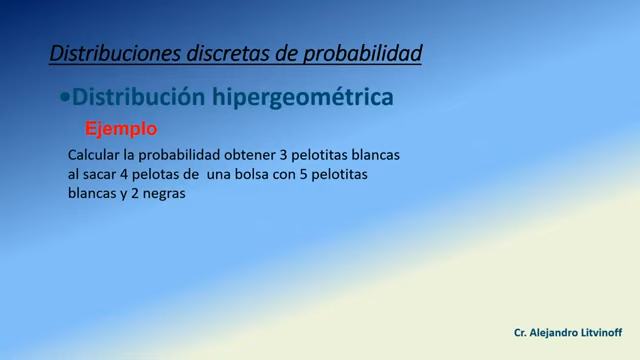 Distribuciones discretas de probabilidad
•Distribución hipergeométrica
Ejemplo
Calcular la probabilidad obtener 3 pelotitas blancas
al sacar 4 pelotas de una bolsa con 5 pelotitas
blancas y 2 negras
Cr. Alejandro Litvinoff